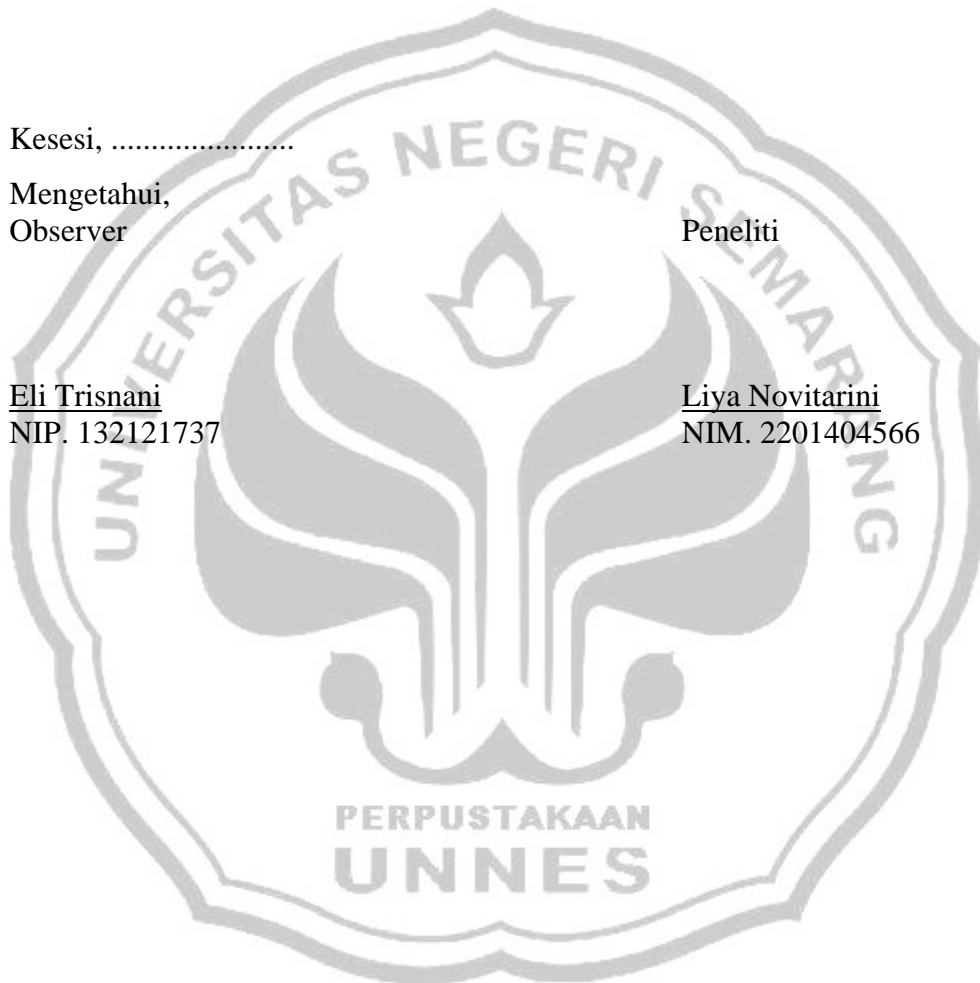 Kesesi, .......................
Mengetahui,
Observer Peneliti
Eli Trisnani Liya Novitarini
NIP. 132121737 NIM. 2201404566
UNIVERSITAS NEGERI SEMARANG
PERPUSTAKAAN
UNNES